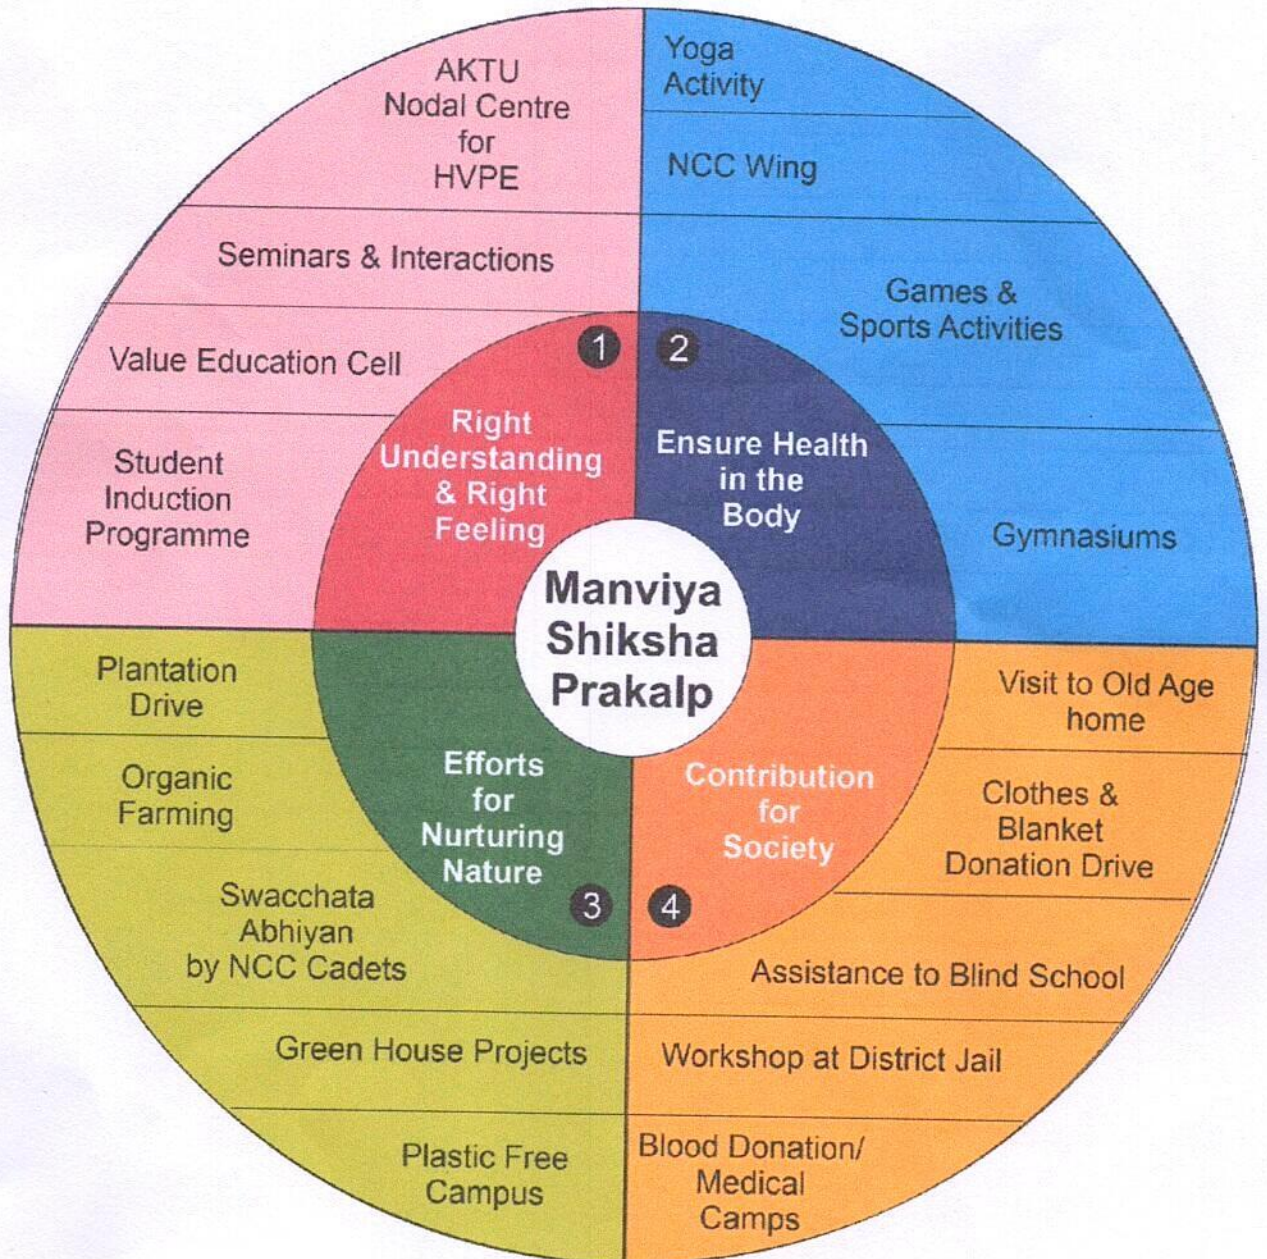 AKTU
Nodal Centre
for
HVPE
Seminars & Interactions
Value Education Cell
Student
Induction
Programme
1
Right
Understanding
& Right
Feeling
Yoga
Activity
NCC Wing
Games &
Sports Activities
Gymnasiums
2
Ensure Health
in the
Body
Manviya
Shiksha
Prakalp
Plantation
Drive
Organic
Farming
Swacchata
Abhiyan
by NCC Cadets
Green House Projects
Plastic Free
Campus
Efforts
for
Nurturing
Nature
3
Contribution
for
Society
4
Visit to Old Age
home
Clothes &
Blanket
Donation Drive
Assistance to Blind School
Workshop at District Jail
Blood Donation/
Medical
Camps